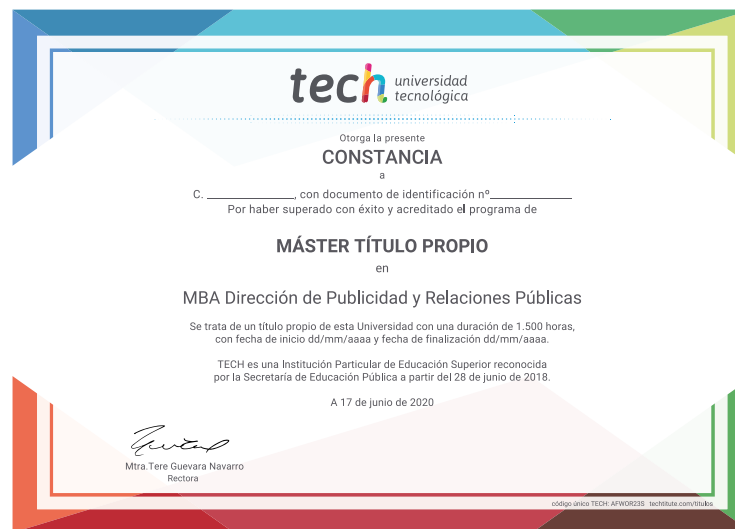 tech universidad
tecnológica
Otorga la presente
CONSTANCIA
a
C. ________________, con documento de identificación nº______________
Por haber superado con éxito y acreditado el programa de
MÁSTER TÍTULO PROPIO
en
MBA Dirección de Publicidad y Relaciones Públicas
Se trata de un título propio de esta Universidad con una duración de 1.500 horas,
con fecha de inicio dd/mm/aaaa y fecha de finalización dd/mm/aaaa.
TECH es una Institución Particular de Educación Superior reconocida
por la Secretaría de Educación Pública a partir del 28 de junio de 2018.
A 17 de junio de 2020
Mtra.Tere Guevara Navarro
Rectora
código único TECH: AFWOR23S techtitute.com/títulos